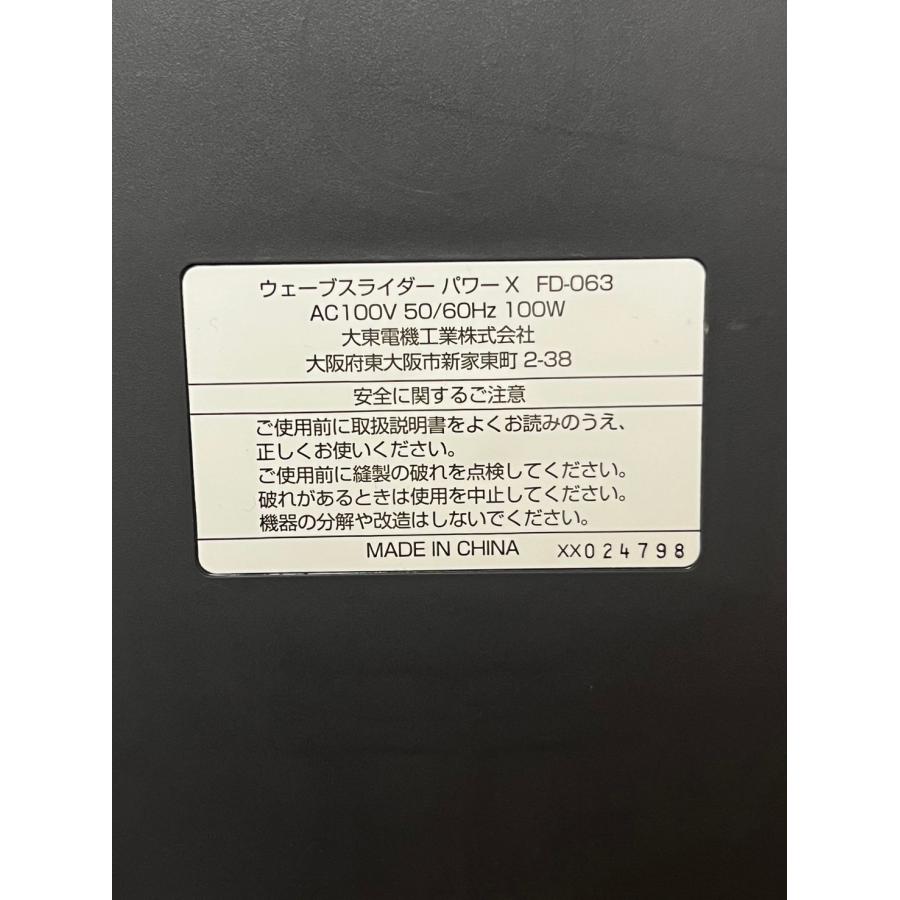 ウェーブスライダー パワーX FD-063
AC100V 50/60Hz 100W
大東電機工業株式会社
大阪府東大阪市新家東町 2-38
安全に関するご注意
ご使用前に取扱説明書をよくお読みのうえ、
正しくお使いください。
ご使用前に縫製の破れを点検してください。
破れがあるときは使用を中止してください。
機器の分解や改造はしないでください。
MADE IN CHINA XX024798